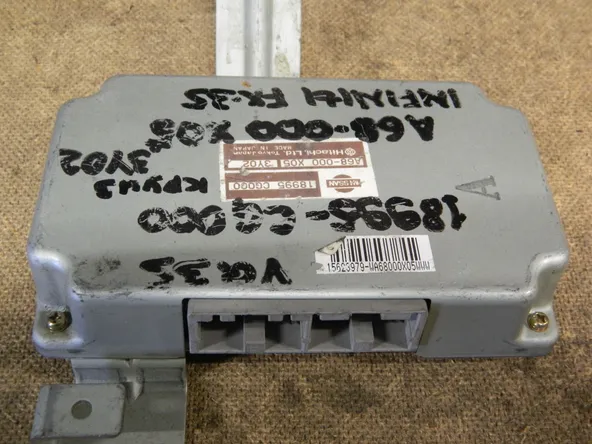 VQ35
18995-CG000
A
NISSAN
18995 CG000
A68-000 X05 3Y02
Hitachi, Ltd. Tokyo Japan
MADE IN JAPAN
круиз
3Y02
A68-000 X05
INFINITI FX-35
15623979-WA68000X05WWW